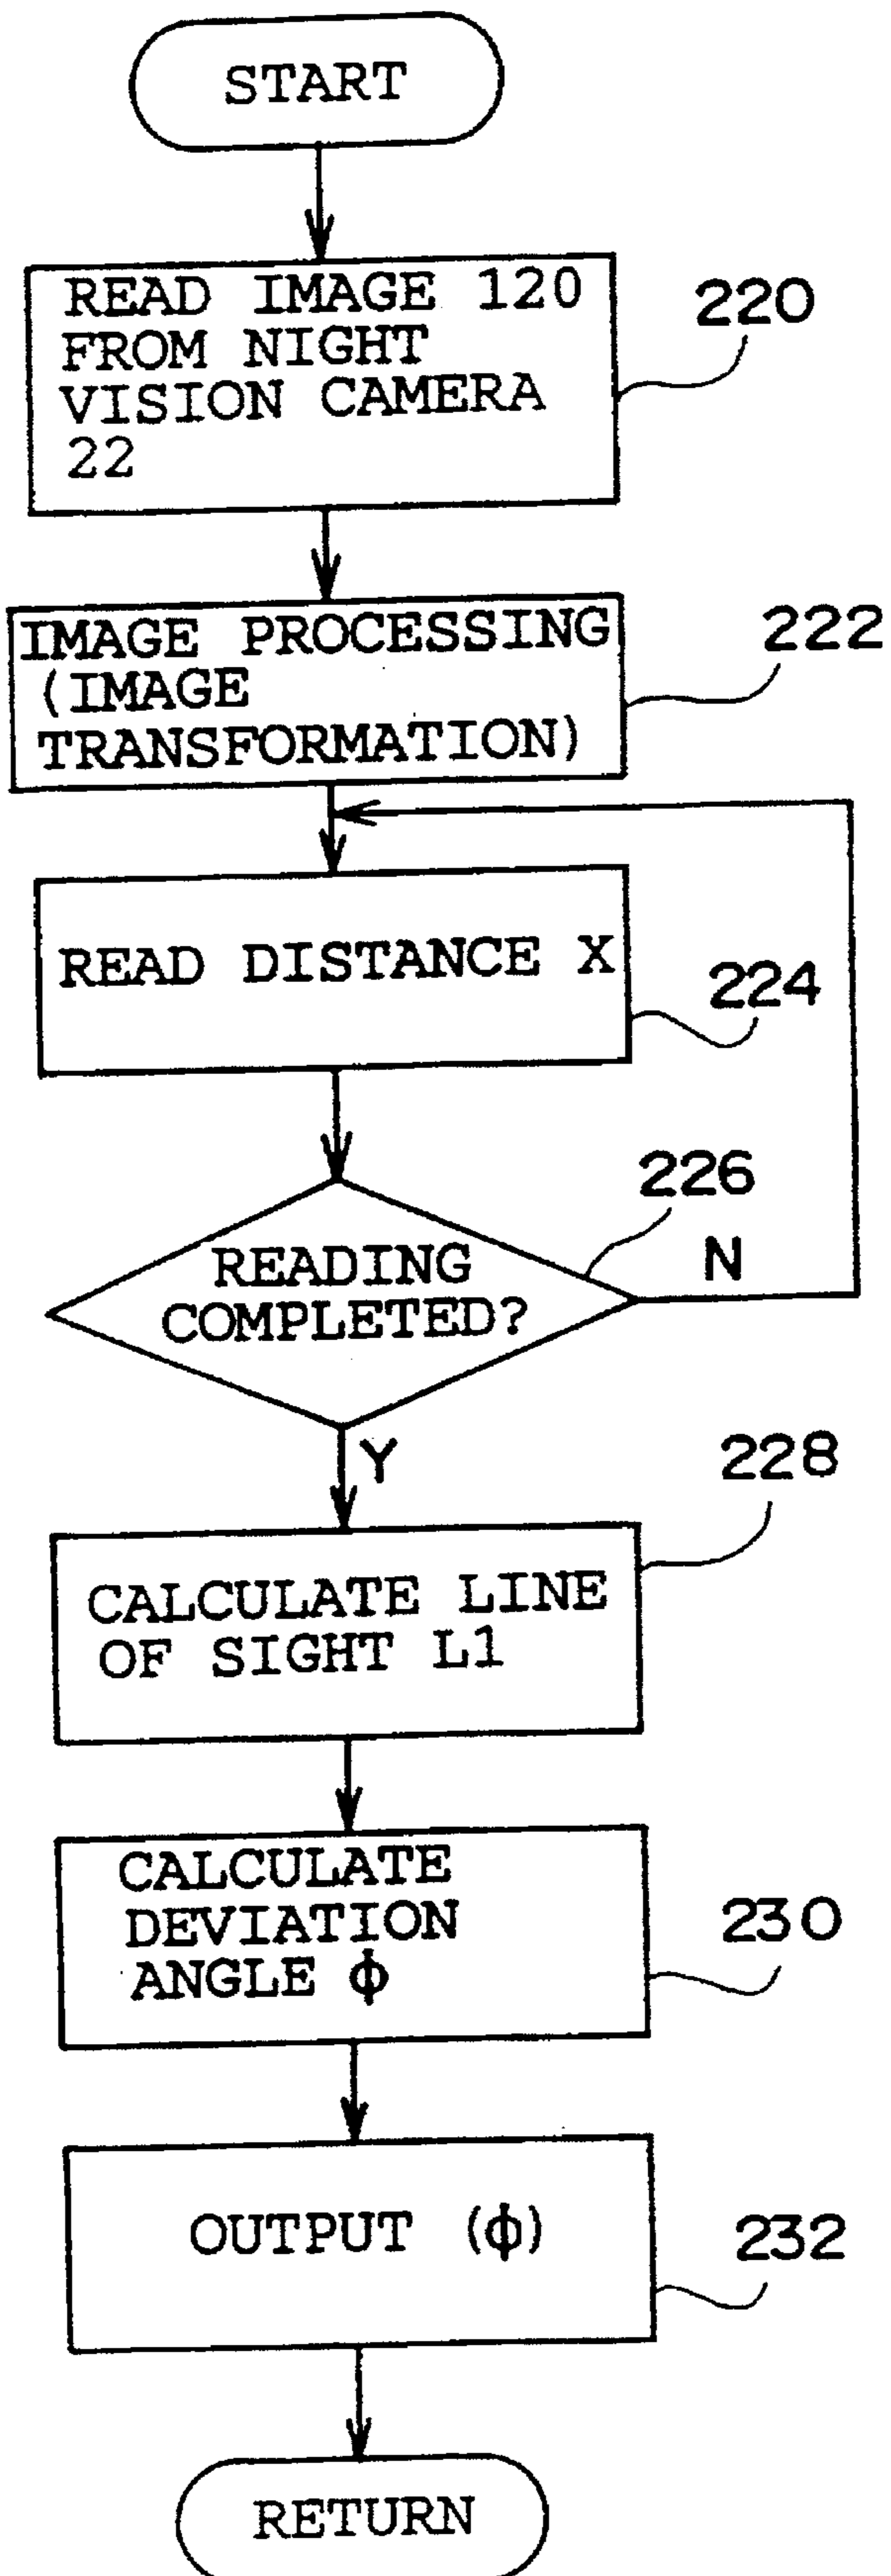 START
READ IMAGE 120
FROM NIGHT
VISION CAMERA
22
220
IMAGE PROCESSING
(IMAGE
TRANSFORMATION)
222
READ DISTANCE X
224
READING
COMPLETED?
226
N
Y
CALCULATE LINE
OF SIGHT L1
228
CALCULATE
DEVIATION
ANGLE ϕ
230
OUTPUT (ϕ)
232
RETURN